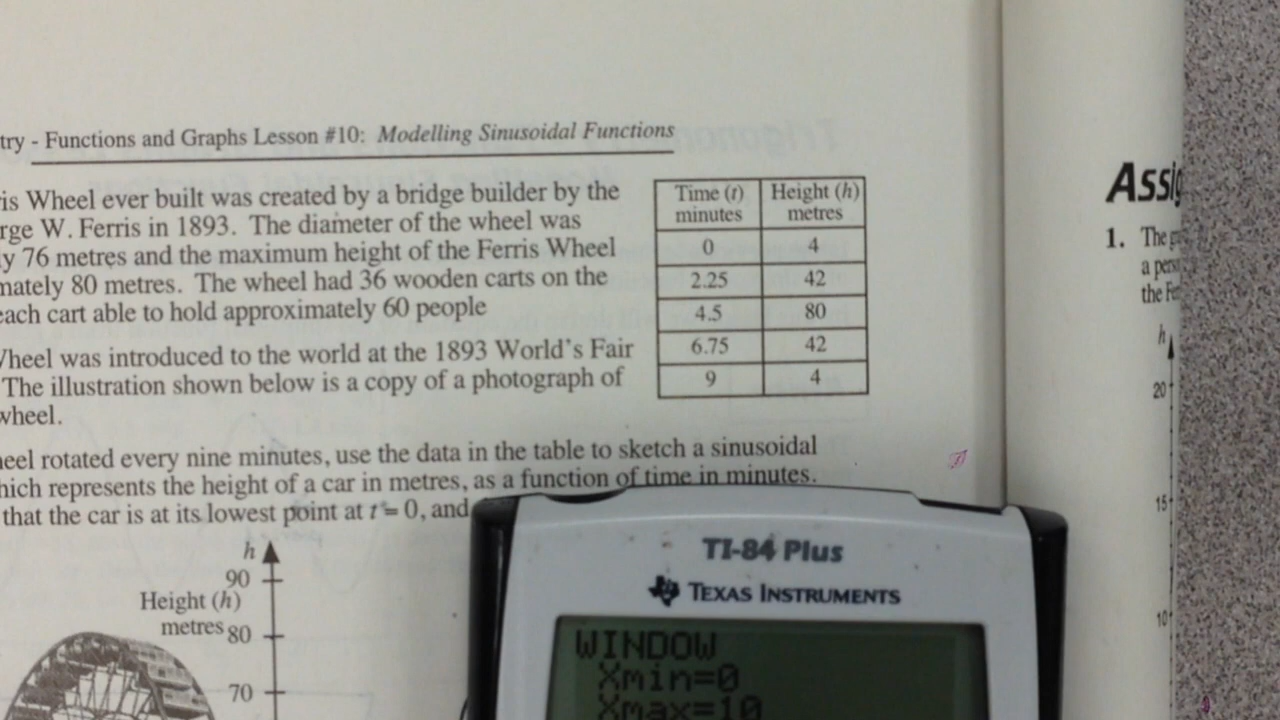 try - Functions and Graphs Lesson #10: Modelling Sinusoidal Functions
is Wheel ever built was created by a bridge builder by the
rge W. Ferris in 1893. The diameter of the wheel was
y 76 metres and the maximum height of the Ferris Wheel
mately 80 metres. The wheel had 36 wooden carts on the
each cart able to hold approximately 60 people
Wheel was introduced to the world at the 1893 World's Fair
The illustration shown below is a copy of a photograph of
wheel.
Time (t) minutes Height (h) metres
0 4
2.25 42
4.5 80
6.75 42
9 4
eel rotated every nine minutes, use the data in the table to sketch a sinusoidal
hich represents the height of a car in metres, as a function of time in minutes.
that the car is at its lowest point at t = 0, and
h
90
Height (h)
metres 80
70
TI-84 Plus
TEXAS INSTRUMENTS
WINDOW
Xmin=0
Xmax=10
Assig
1. The
a pers
the Fe
h
20
15
10